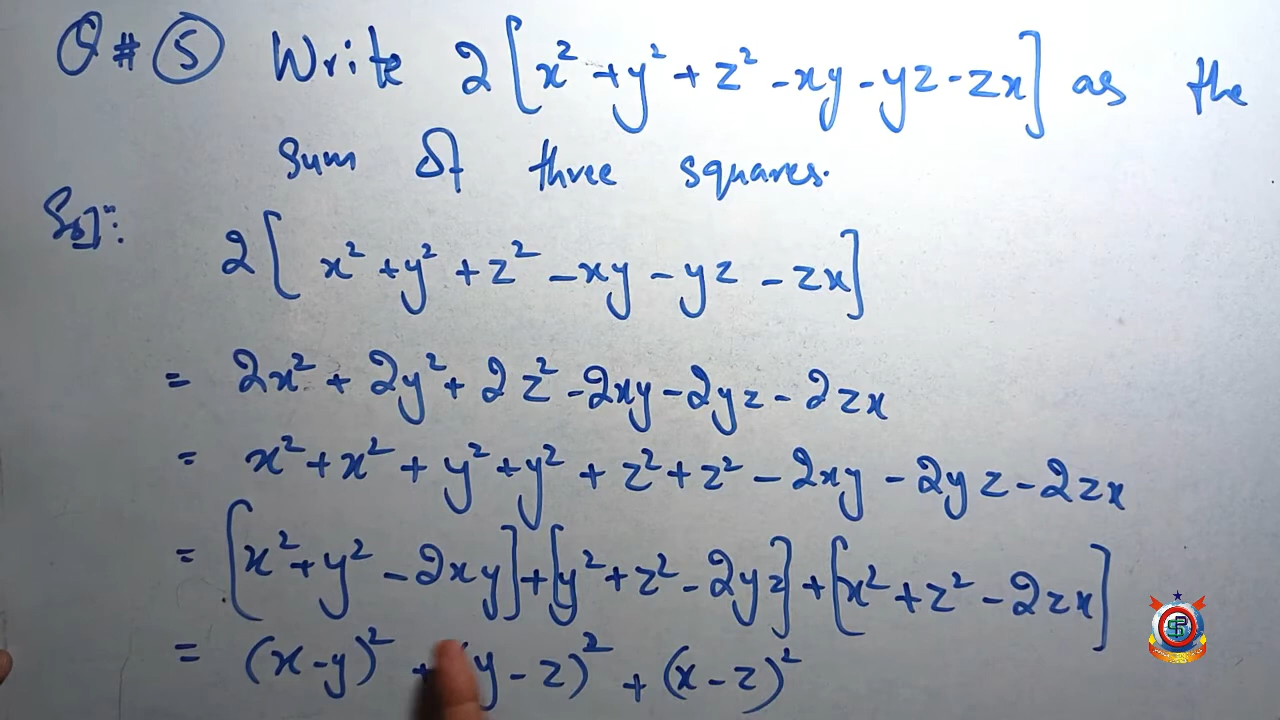 Q # 5 Write 2[x² + y² + z² - xy - yz - zx] as the
sum of three squares.
Sol:
2[x² + y² + z² - xy - yz - zx]
= 2x² + 2y² + 2z² - 2xy - 2yz - 2zx
= x² + x² + y² + y² + z² + z² - 2xy - 2yz - 2zx
= [x² + y² - 2xy] + [y² + z² - 2yz] + [x² + z² - 2zx]
= (x - y)² + (y - z)² + (x - z)²